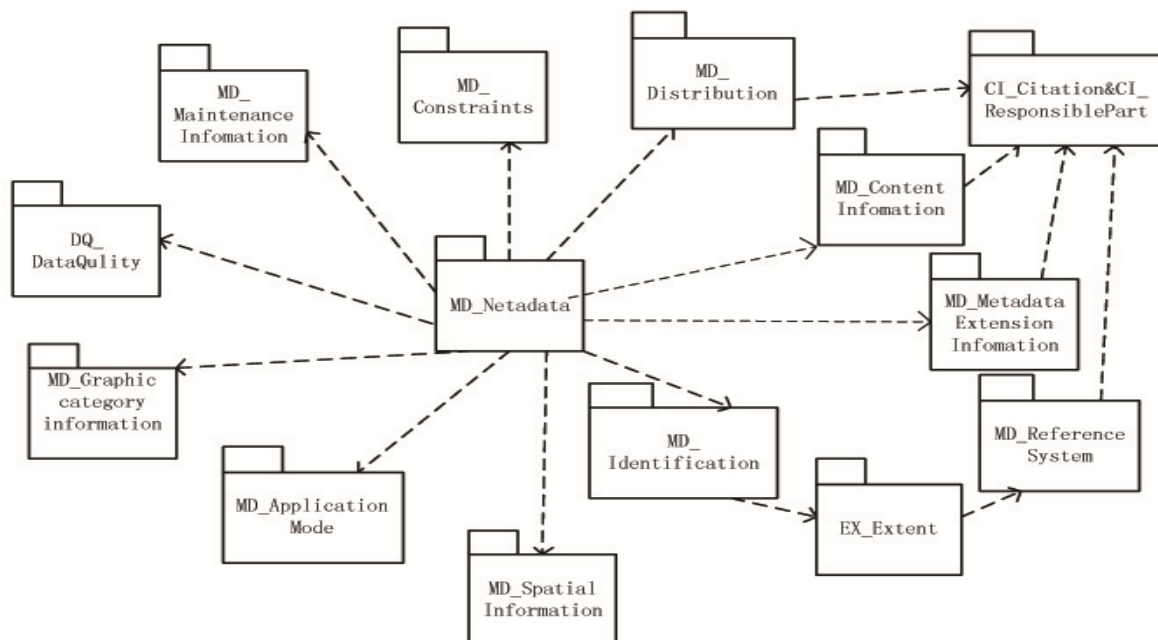 MD_
Maintenance
Infomation
MD_
Constraints
MD_
Distribution
CI_Citation&CI_
ResponsiblePart
MD_Content
Infomation
DQ_
DataQulity
MD_Netadata
MD_Metadata
Extension
Infomation
MD_Graphic
category
information
MD_
Identification
MD_Reference
System
MD_Application
Mode
EX_Extent
MD_Spatial
Information